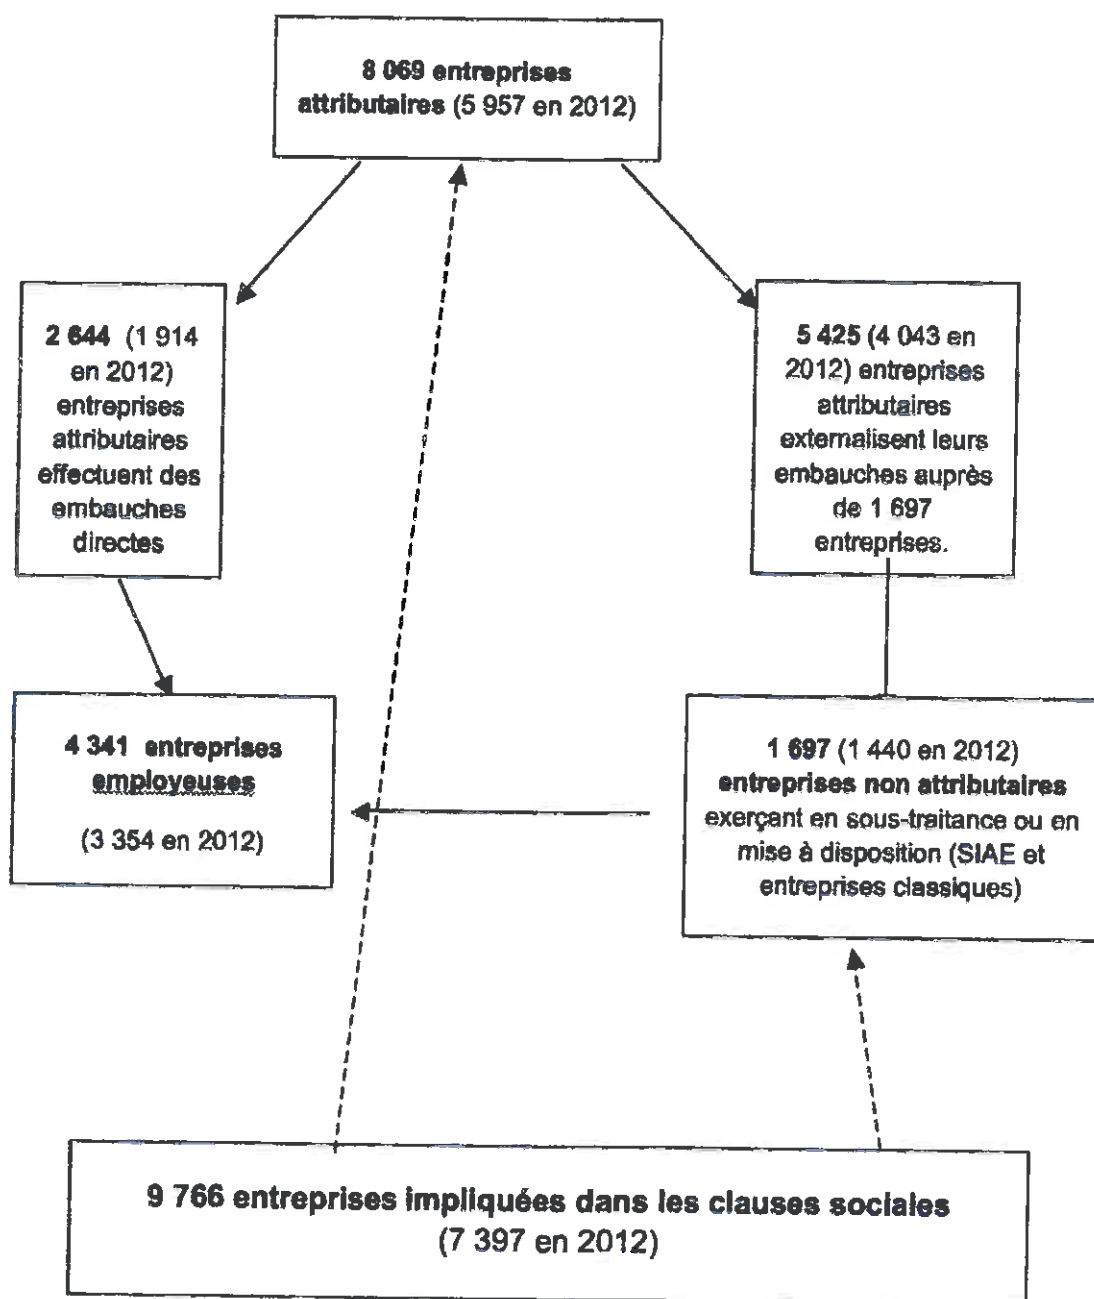 8 069 entreprises
attributaires (5 957 en 2012)
2 644 (1 914
en 2012)
entreprises
attributaires
effectuent des
embauches
directes
5 425 (4 043 en
2012) entreprises
attributaires
externalisent leurs
embauches auprès
de 1 697
entreprises.
4 341 entreprises
employeuses
(3 354 en 2012)
1 697 (1 440 en 2012)
entreprises non attributaires
exerçant en sous-traitance ou en
mise à disposition (SIAE et
entreprises classiques)
9 766 entreprises impliquées dans les clauses sociales
(7 397 en 2012)